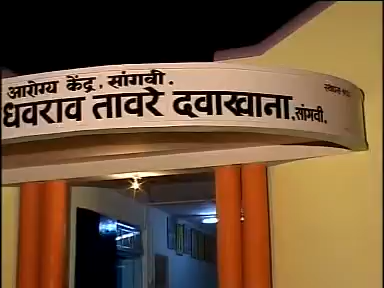 आरोग्य केंद्र, सांगवी.
धवराव तावरे दवाखाना, सांगवी.